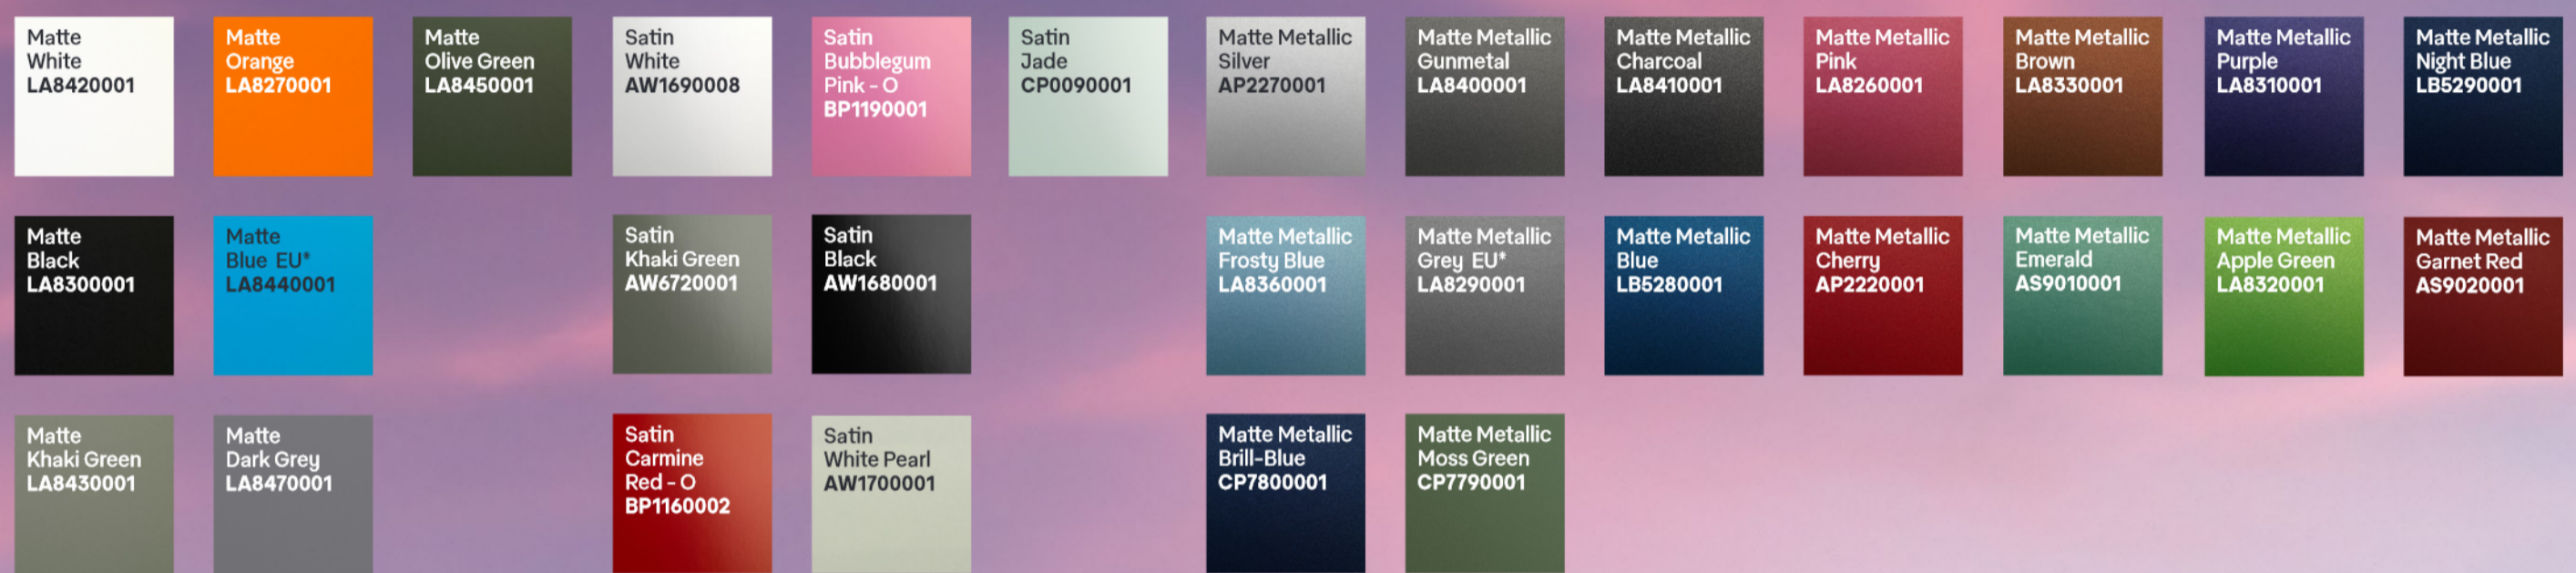 Matte
White
LA8420001
Matte
Orange
LA8270001
Matte
Olive Green
LA8450001
Satin
White
AW1690008
Satin
Bubblegum
Pink - O
BP1190001
Satin
Jade
CP0090001
Matte Metallic
Silver
AP2270001
Matte Metallic
Gunmetal
LA8400001
Matte Metallic
Charcoal
LA8410001
Matte Metallic
Pink
LA8260001
Matte Metallic
Brown
LA8330001
Matte Metallic
Purple
LA8310001
Matte Metallic
Night Blue
LB5290001
Matte
Black
LA8300001
Matte
Blue EU*
LA8440001
Satin
Khaki Green
AW6720001
Satin
Black
AW1680001
Matte Metallic
Frosty Blue
LA8360001
Matte Metallic
Grey EU*
LA8290001
Matte Metallic
Blue
LB5280001
Matte Metallic
Cherry
AP2220001
Matte Metallic
Emerald
AS9010001
Matte Metallic
Apple Green
LA8320001
Matte Metallic
Garnet Red
AS9020001
Matte
Khaki Green
LA8430001
Matte
Dark Grey
LA8470001
Satin
Carmine
Red - O
BP1160002
Satin
White Pearl
AW1700001
Matte Metallic
Brill-Blue
CP7800001
Matte Metallic
Moss Green
CP7790001